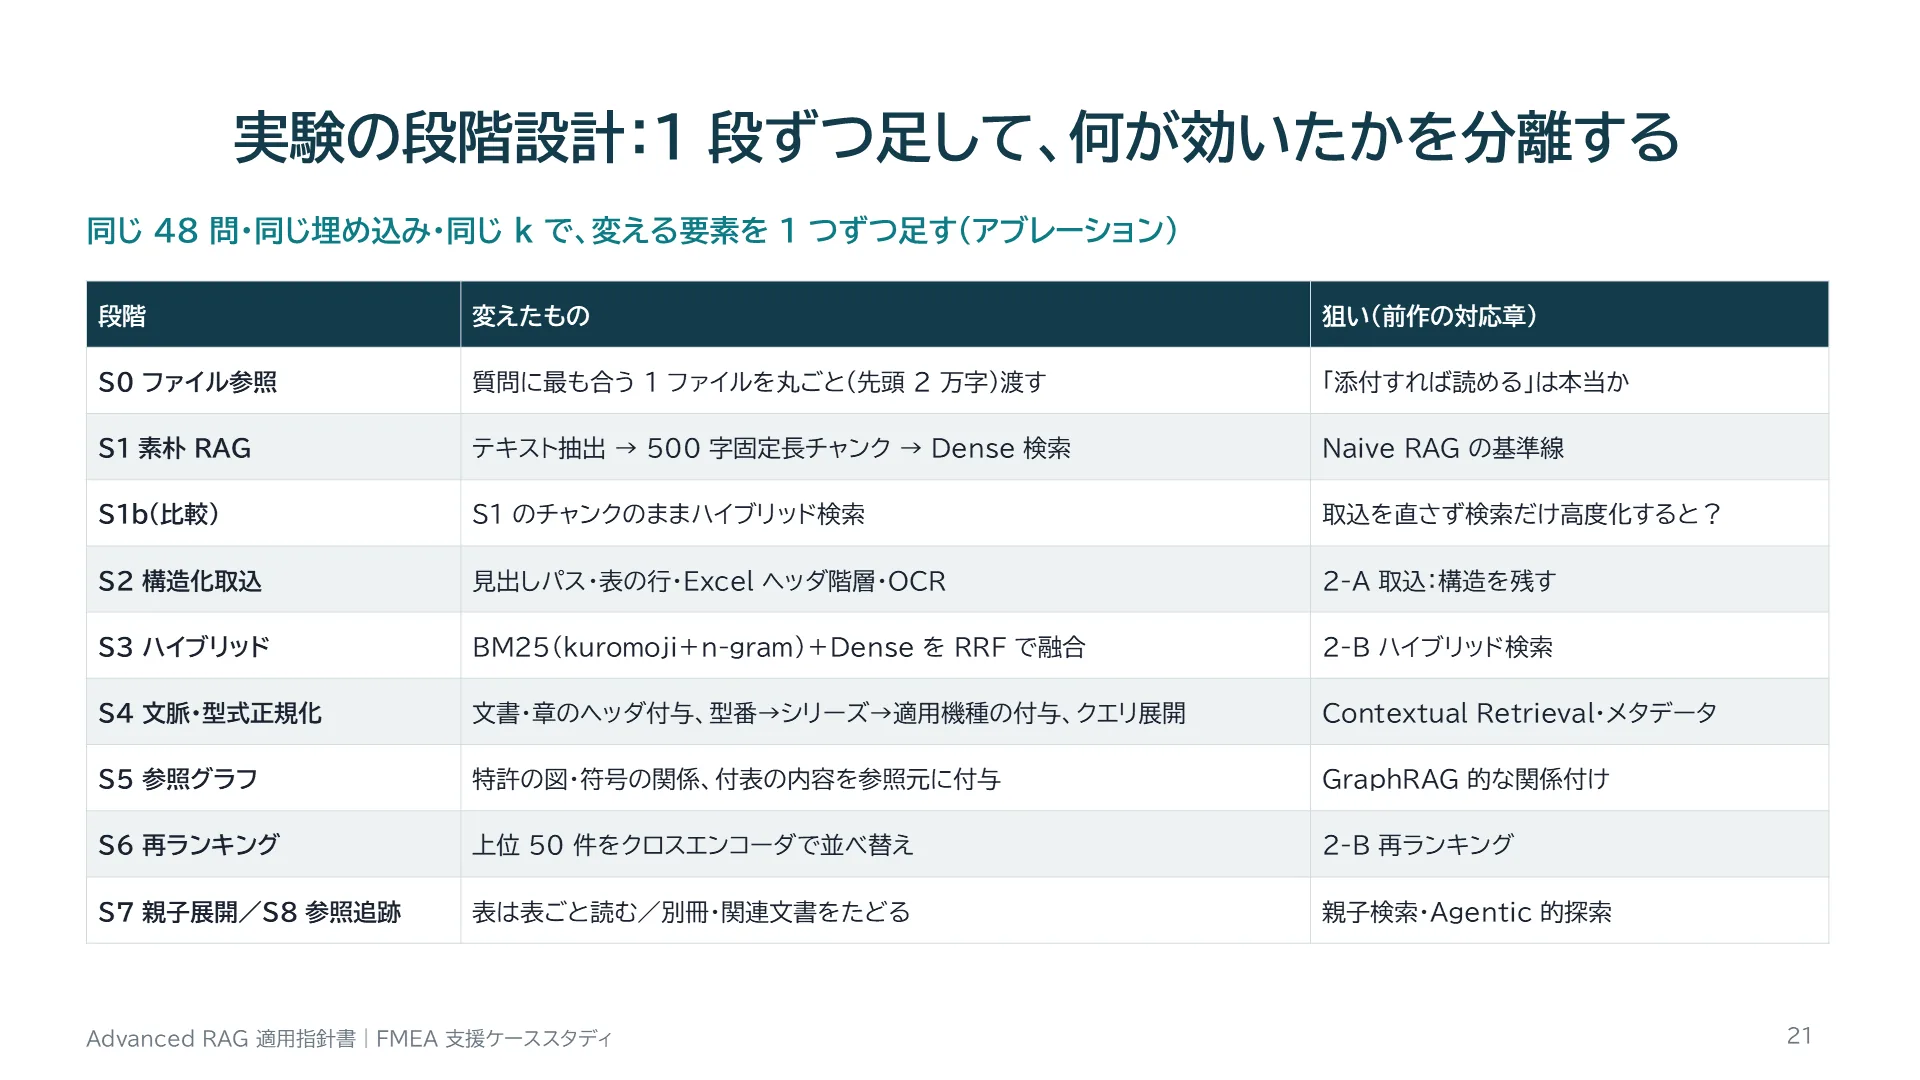 実験の段階設計：1 段ずつ足して、何が効いたかを分離する
同じ 48 問・同じ埋め込み・同じ k で、変える要素を 1 つずつ足す（アブレーション）
段階 変えたもの 狙い（前作の対応章）
S0 ファイル参照 質問に最も合う 1 ファイルを丸ごと（先頭 2 万字）渡す 「添付すれば読める」は本当か
S1 素朴 RAG テキスト抽出 → 500 字固定長チャンク → Dense 検索 Naive RAG の基準線
S1b（比較） S1 のチャンクのままハイブリッド検索 取込を直さず検索だけ高度化すると？
S2 構造化取込 見出しパス・表の行・Excel ヘッダ階層・OCR 2-A 取込：構造を残す
S3 ハイブリッド BM25（kuromoji＋n-gram）＋Dense を RRF で融合 2-B ハイブリッド検索
S4 文脈・型式正規化 文書・章のヘッダ付与、型番→シリーズ→適用機種の付与、クエリ展開 Contextual Retrieval・メタデータ
S5 参照グラフ 特許の図・符号の関係、付表の内容を参照元に付与 GraphRAG 的な関係付け
S6 再ランキング 上位 50 件をクロスエンコーダで並べ替え 2-B 再ランキング
S7 親子展開／S8 参照追跡 表は表ごと読む／別冊・関連文書をたどる 親子検索・Agentic 的探索
Advanced RAG 適用指針書｜FMEA 支援ケーススタディ 21